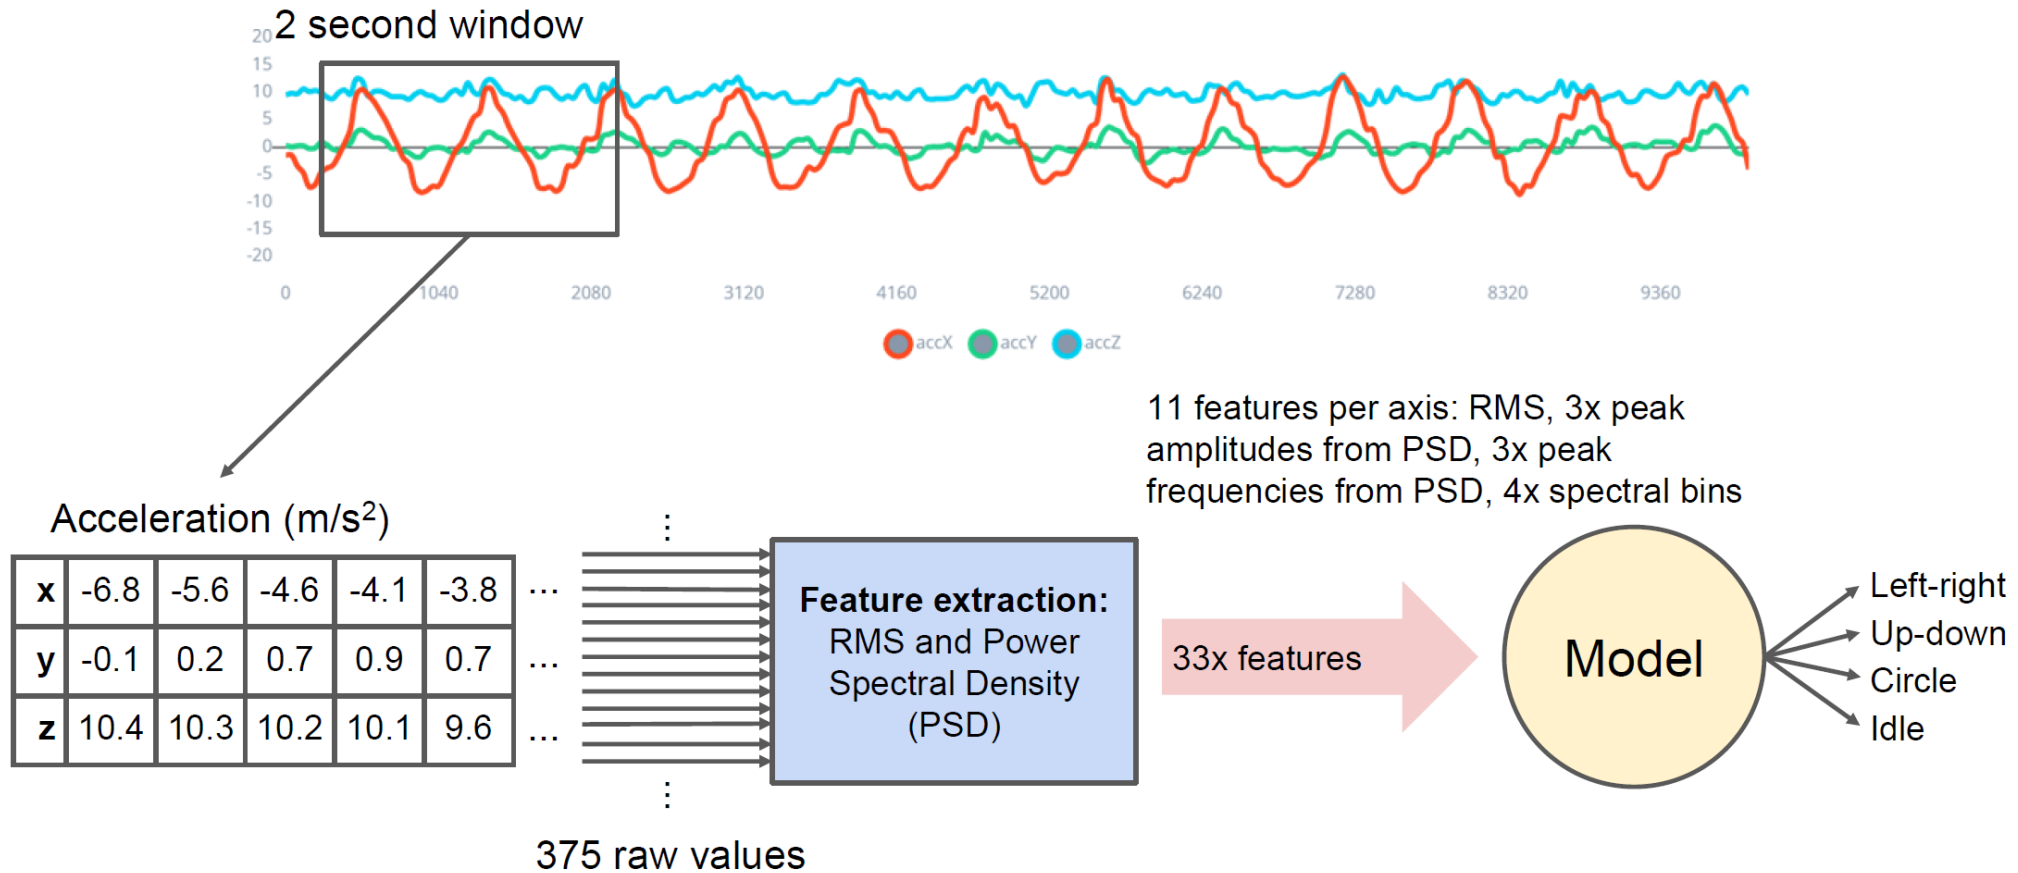 2 second window
20
15
10
5
0
-5
-10
-15
-20
0 1040 2080 3120 4160 5200 6240 7280 8320 9360
accX accY accZ
11 features per axis: RMS, 3x peak
amplitudes from PSD, 3x peak
frequencies from PSD, 4x spectral bins
Acceleration (m/s²)
x -6.8 -5.6 -4.6 -4.1 -3.8 ...
y -0.1 0.2 0.7 0.9 0.7 ...
z 10.4 10.3 10.2 10.1 9.6 ...
...
...
375 raw values
Feature extraction:
RMS and Power
Spectral Density
(PSD)
33x features
Model
Left-right
Up-down
Circle
Idle